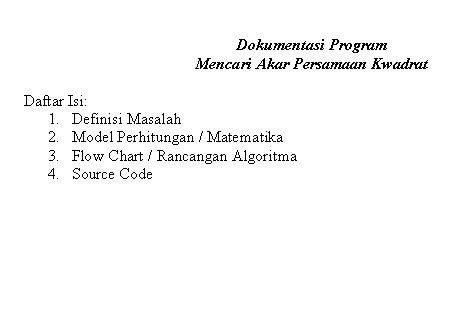 Dokumentasi Program
Mencari Akar Persamaan Kwadrat
Daftar Isi:
1. Definisi Masalah
2. Model Perhitungan / Matematika
3. Flow Chart / Rancangan Algoritma
4. Source Code